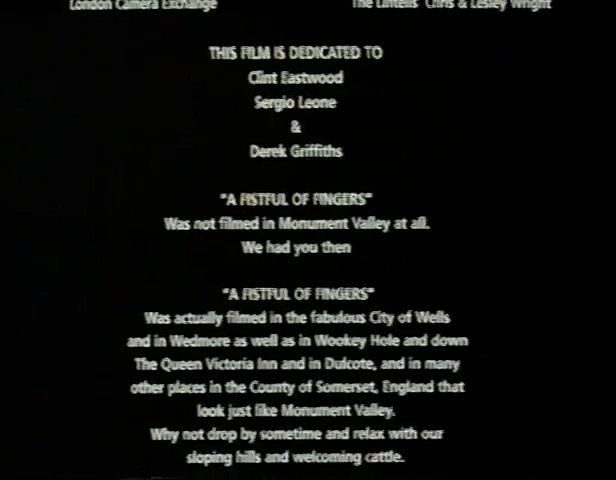 London Camera Exchange The Lintells Chris & Lesley Wright
THIS FILM IS DEDICATED TO
Clint Eastwood
Sergio Leone
&
Derek Griffiths
"A FISTFUL OF FINGERS"
Was not filmed in Monument Valley at all.
We had you then
"A FISTFUL OF FINGERS"
Was actually filmed in the fabulous City of Wells
and in Wedmore as well as in Wookey Hole and down
The Queen Victoria Inn and in Dulcote, and in many
other places in the County of Somerset, England that
look just like Monument Valley.
Why not drop by sometime and relax with our
sloping hills and welcoming cattle.